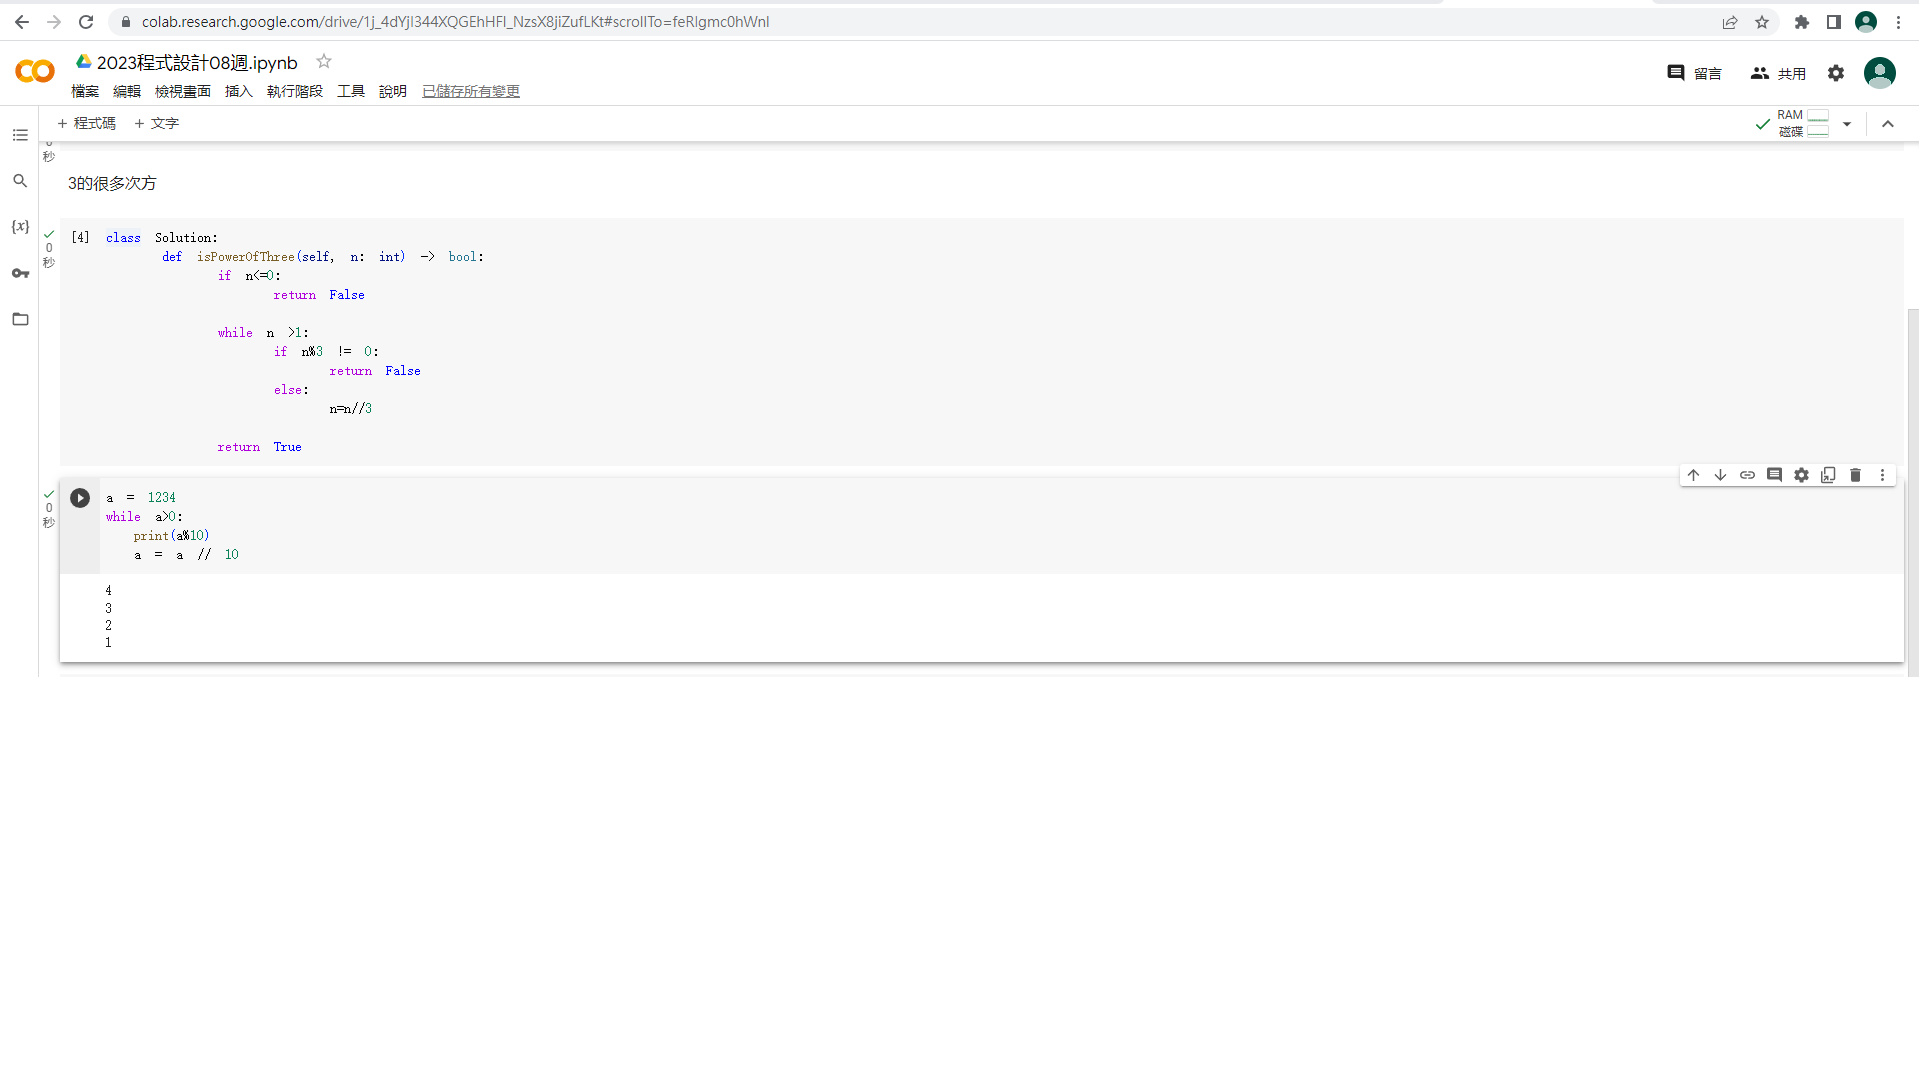 colab.research.google.com/drive/1j_4dYjI344XQGEhHFI_NzsX8jiZufLKt#scrollTo=feRlgmc0hWnI
2023程式設計08週.ipynb
檔案 編輯 檢視畫面 插入 執行階段 工具 說明 已儲存所有變更
留言 共用
+ 程式碼 + 文字
RAM
磁碟
0
秒
3的很多次方
0
秒
[4] class Solution:
def isPowerOfThree(self, n: int) -> bool:
if n<=0:
return False
while n >1:
if n%3 != 0:
return False
else:
n=n//3
return True
0
秒
a = 1234
while a>0:
print(a%10)
a = a // 10
4
3
2
1